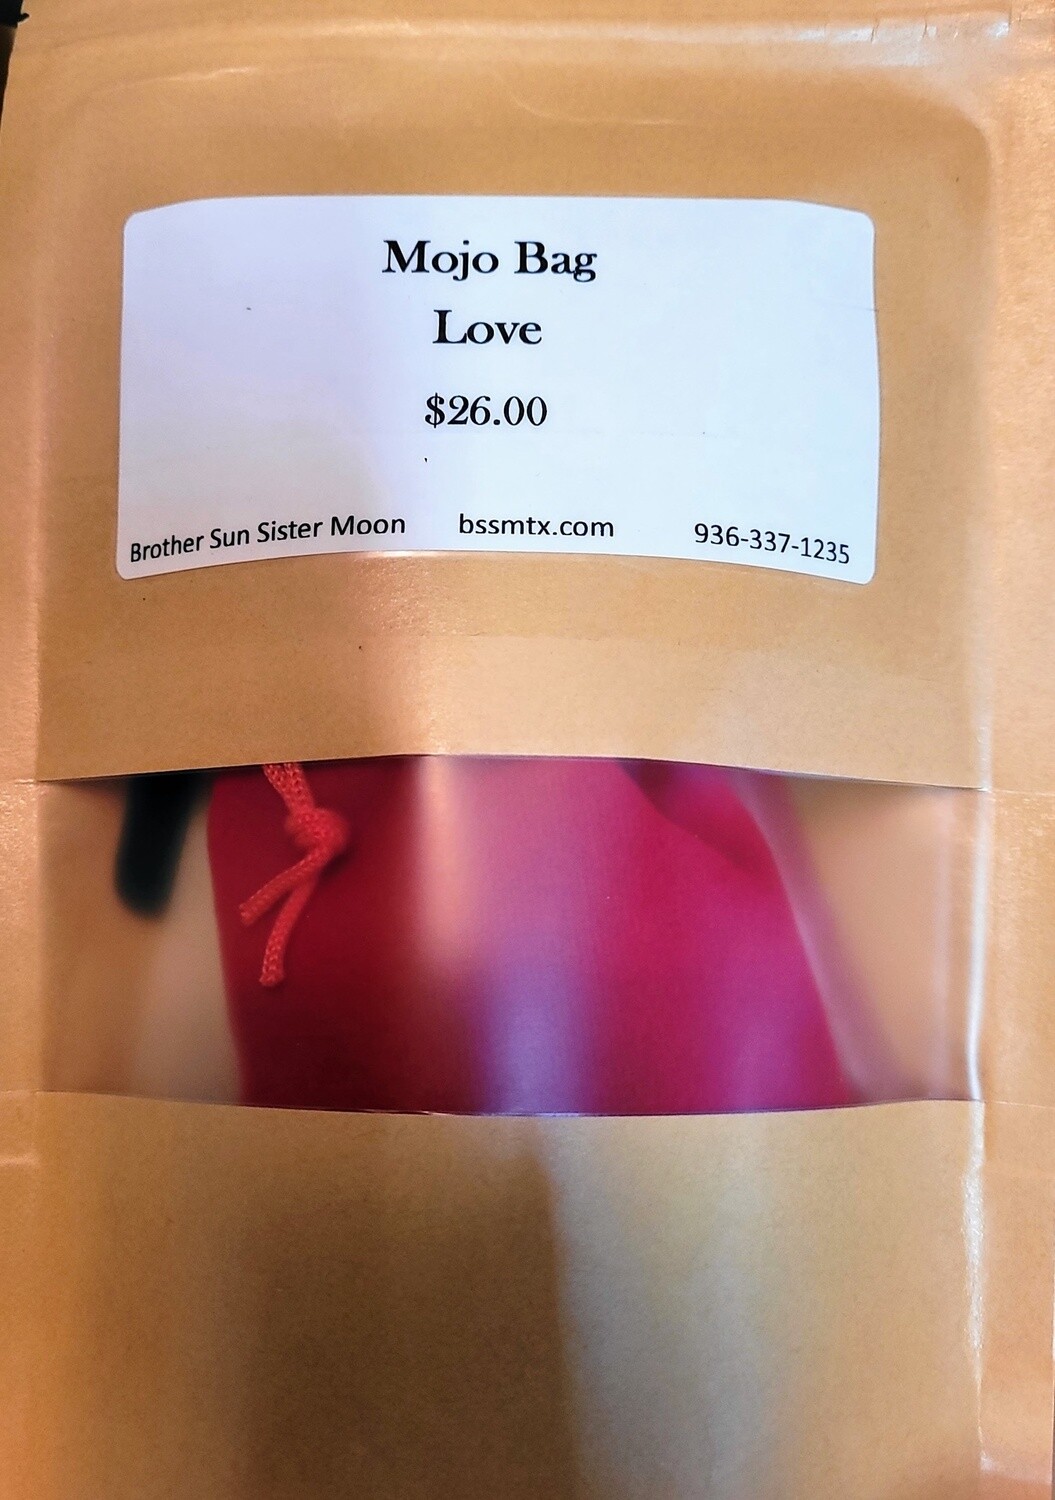 Mojo Bag
Love
$26.00
Brother Sun Sister Moon bssmtx.com 936-337-1235